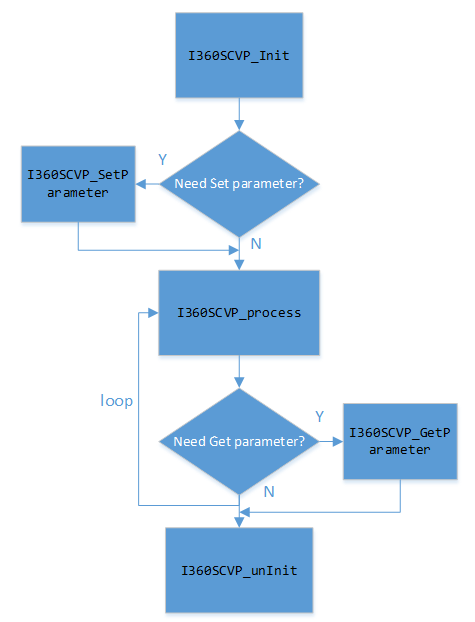 I360SCVP_Init
Y
I360SCVP_SetP
arameter
Need Set parameter?
N
I360SCVP_process
loop
Need Get parameter?
Y
I360SCVP_GetP
arameter
N
I360SCVP_unInit